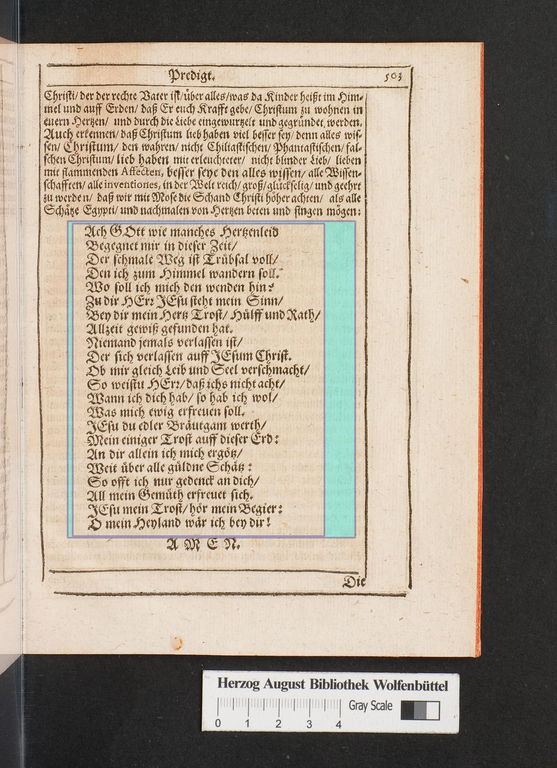 Predigt. 503
Christi/ der der rechte Vater ist/ über alles/ was da Kinder heißt im Him-
mel und auff Erden/ daß Er euch Krafft gebe/ Christum zu wohnen in
euern Hertzen/ und durch die Liebe eingewurtzelt und gegründet werden.
Auch erkennen/ daß Christum lieb haben viel besser sey/ denn alles wis-
sen/ Christum/ den wahren/ nicht Chiliastischen/ Phantastischen/ fal-
schen Christum/ lieb haben mit erleuchteter/ nicht blinder Lieb/ lieben
mit flammenden Affecten, besser seye den alles wissen/ alle Wissen-
schafften/ alle inventiones, in der Welt reich/ groß/ glückselig/ und geehrt
zu werden/ daß wir mit Mose die Schand Christi höher achten/ als alle
Schätze Egypti/ und nachmalen von Hertzen beten und singen mögen:
Ach GOtt wie manches Hertzenleid
Begegnet mir in dieser Zeit/
Der schmale Weg ist Trübsal voll/
Den ich zum Himmel wandern soll.
Wo soll ich mich den wenden hin?
Zu dir HErr JEsu steht mein Sinn/
Bey dir mein Hertz Trost/ Hülff und Rath/
Allzeit gewiß gefunden hat.
Niemand jemals verlassen ist/
Der sich verlassen auff JEsum Christ.
Ob mir gleich Leib und Seel verschmacht/
So weistu HErr/ daß ichs nicht acht/
Wann ich dich hab/ so hab ich wol/
Was mich ewig erfreuen soll.
JEsu du edler Bräutgam werth/
Mein einiger Trost auff dieser Erd:
An dir allein ich mich ergötz/
Weit über alle güldne Schätz:
So offt ich nur gedenck an dich/
All mein Gemüth erfreuet sich.
JEsu mein Trost/ hör mein Begier:
O mein Heyland wär ich bey dir!
AMEN.
Die
Herzog August Bibliothek Wolfenbüttel
Gray Scale
0 1 2 3 4